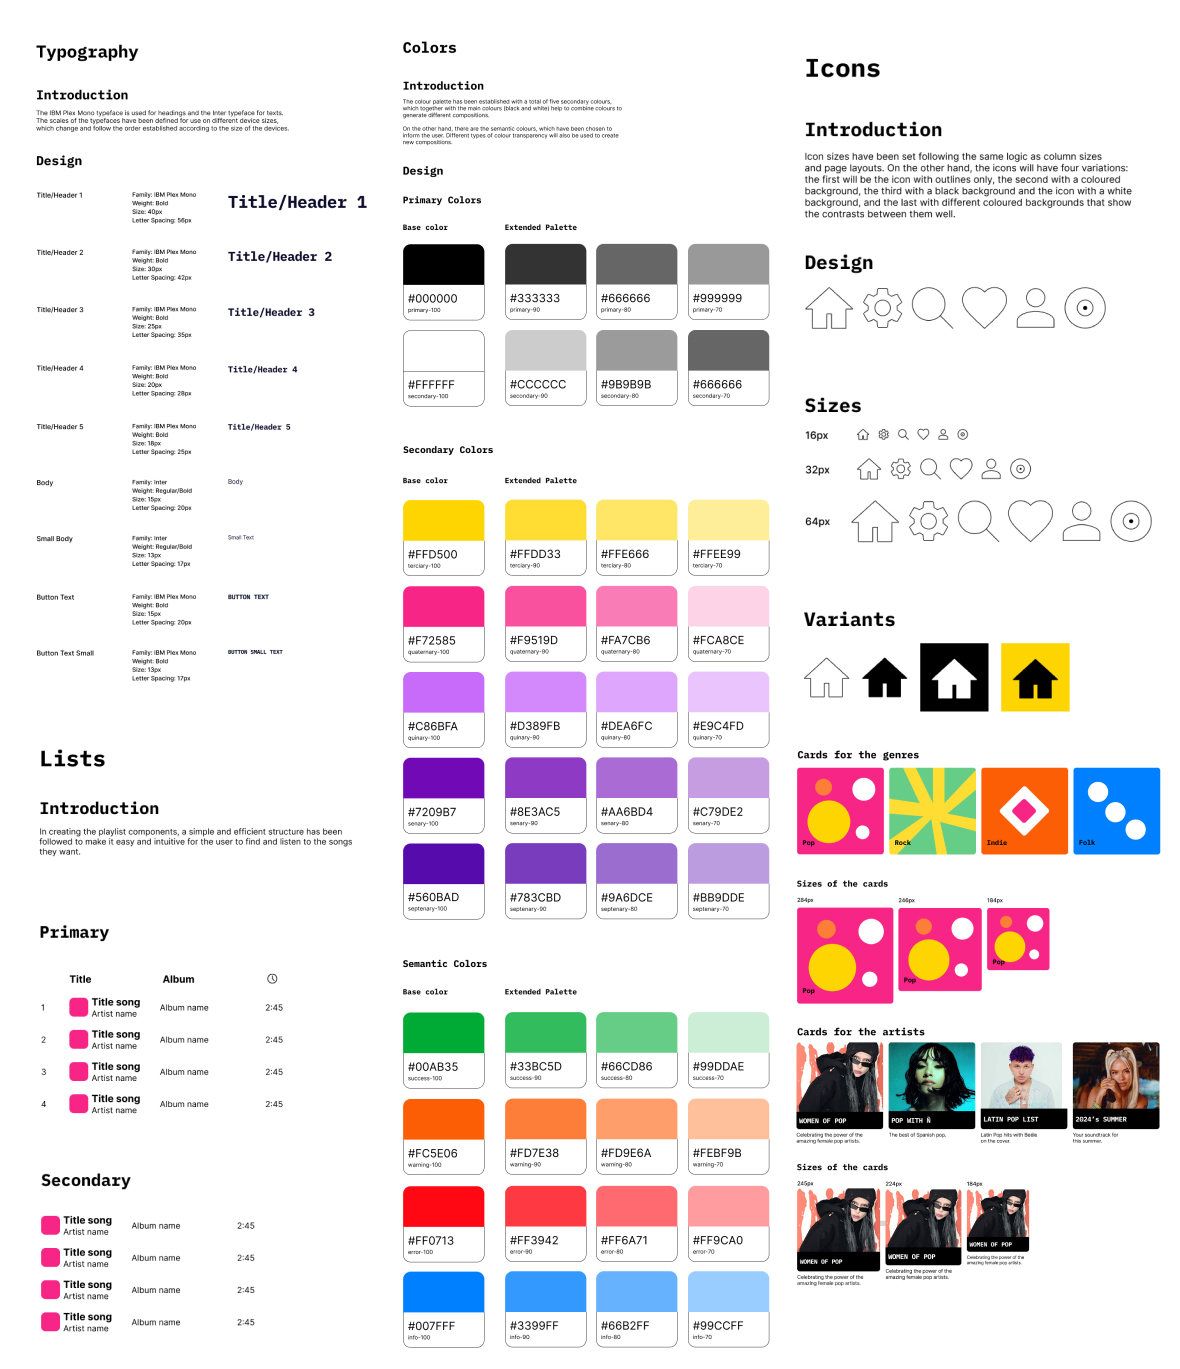 Typography
Introduction
The IBM Plex Mono typeface is used for headings and the Inter typeface for texts.
The scales of the typefaces have been defined for use on different device sizes,
which change and follow the order established according to the size of the devices.
Design
Title/Header 1
Family: IBM Plex Mono
Weight: Bold
Size: 40px
Letter Spacing: 56px
Title/Header 1
Title/Header 2
Family: IBM Plex Mono
Weight: Bold
Size: 30px
Letter Spacing: 42px
Title/Header 2
Title/Header 3
Family: IBM Plex Mono
Weight: Bold
Size: 25px
Letter Spacing: 35px
Title/Header 3
Title/Header 4
Family: IBM Plex Mono
Weight: Bold
Size: 20px
Letter Spacing: 28px
Title/Header 4
Title/Header 5
Family: IBM Plex Mono
Weight: Bold
Size: 18px
Letter Spacing: 25px
Title/Header 5
Body
Family: Inter
Weight: Regular/Bold
Size: 15px
Letter Spacing: 20px
Body
Small Body
Family: Inter
Weight: Regular/Bold
Size: 13px
Letter Spacing: 17px
Small Text
Button Text
Family: IBM Plex Mono
Weight: Bold
Size: 15px
Letter Spacing: 20px
BUTTON TEXT
Button Text Small
Family: IBM Plex Mono
Weight: Bold
Size: 13px
Letter Spacing: 17px
BUTTON SMALL TEXT
Lists
Introduction
In creating the playlist components, a simple and efficient structure has been
followed to make it easy and intuitive for the user to find and listen to the songs
they want.
Primary
Title Album
1 Title song Album name 2:45
Artist name
2 Title song Album name 2:45
Artist name
3 Title song Album name 2:45
Artist name
4 Title song Album name 2:45
Artist name
Secondary
Title song Album name 2:45
Artist name
Title song Album name 2:45
Artist name
Title song Album name 2:45
Artist name
Title song Album name 2:45
Artist name
Colors
Introduction
The colour palette has been established with a total of five secondary colours,
which together with the main colours (black and white) help to combine colours to
generate different compositions.
On the other hand, there are the semantic colours, which have been chosen to
inform the user. Different types of colour transparency will also be used to create
new compositions.
Design
Primary Colors
Base color Extended Palette
#000000 #333333 #666666 #999999
primary-100 primary-90 primary-80 primary-70
#FFFFFF #CCCCCC #9B9B9B #666666
secondary-100 secondary-90 secondary-80 secondary-70
Secondary Colors
Base color Extended Palette
#FFD500 #FFDD33 #FFE666 #FFEE99
terciary-100 terciary-90 terciary-80 terciary-70
#F72585 #F9519D #FA7CB6 #FCA8CE
quaternary-100 quaternary-90 quaternary-80 quaternary-70
#C86BFA #D389FB #DEA6FC #E9C4FD
quinary-100 quinary-90 quinary-80 quinary-70
#7209B7 #8E3AC5 #AA6BD4 #C79DE2
senary-100 senary-90 senary-80 senary-70
#560BAD #783CBD #9A6DCE #BB9DDE
septenary-100 septenary-90 septenary-80 septenary-70
Semantic Colors
Base color Extended Palette
#00AB35 #33BC5D #66CD86 #99DDAE
success-100 success-90 success-80 success-70
#FC5E06 #FD7E38 #FD9E6A #FEBF9B
warning-100 warning-90 warning-80 warning-70
#FF0713 #FF3942 #FF6A71 #FF9CA0
error-100 error-90 error-80 error-70
#007FFF #3399FF #66B2FF #99CCFF
info-100 info-90 info-80 info-70
Icons
Introduction
Icon sizes have been set following the same logic as column sizes
and page layouts. On the other hand, the icons will have four variations:
the first will be the icon with outlines only, the second with a coloured
background, the third with a black background and the icon with a white
background, and the last with different coloured backgrounds that show
the contrasts between them well.
Design
Sizes
16px
32px
64px
Variants
Cards for the genres
Pop Rock Indie Folk
Sizes of the cards
284px 246px 184px
Pop Pop Pop
Cards for the artists
WOMEN OF POP
Celebrating the power of the
amazing female pop artists.
POP WITH Ñ
The best of Spanish pop.
LATIN POP LIST
Latin Pop hits with Beéle
on the cover.
2024's SUMMER
Your soundtrack for
this summer.
Sizes of the cards
245px 224px 184px
WOMEN OF POP
Celebrating the power of the
amazing female pop artists.
WOMEN OF POP
Celebrating the power of the
amazing female pop artists.
WOMEN OF POP
Celebrating the power of the
amazing female pop artists.